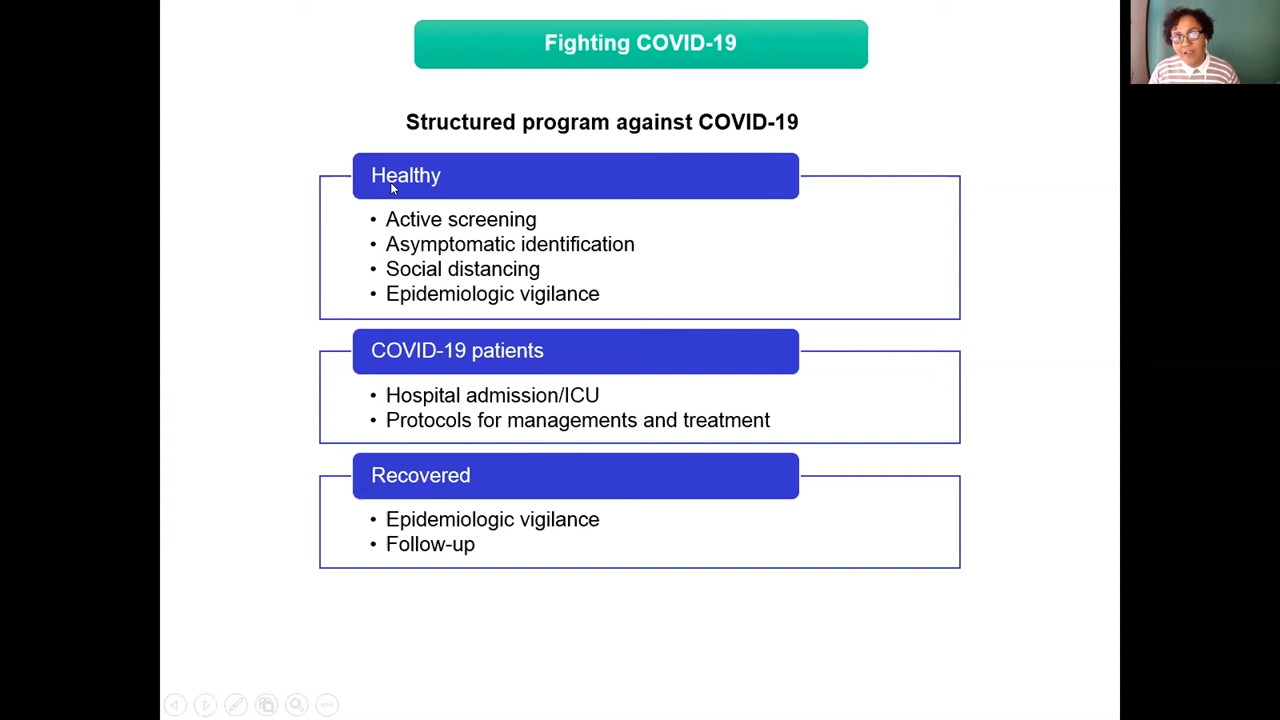 Fighting COVID-19
Structured program against COVID-19
Healthy
• Active screening
• Asymptomatic identification
• Social distancing
• Epidemiologic vigilance
COVID-19 patients
• Hospital admission/ICU
• Protocols for managements and treatment
Recovered
• Epidemiologic vigilance
• Follow-up